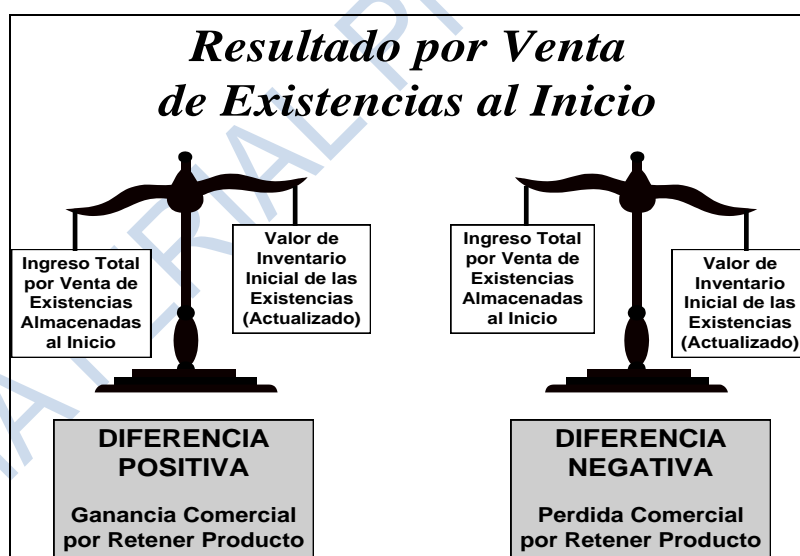 Resultado por Venta
de Existencias al Inicio
Ingreso Total
por Venta de
Existencias
Almacenadas
al Inicio
Valor de
Inventario
Inicial de las
Existencias
(Actualizado)
Ingreso Total
por Venta de
Existencias
Almacenadas
al Inicio
Valor de
Inventario
Inicial de las
Existencias
(Actualizado)
DIFERENCIA
POSITIVA
Ganancia Comercial
por Retener Producto
DIFERENCIA
NEGATIVA
Perdida Comercial
por Retener Producto